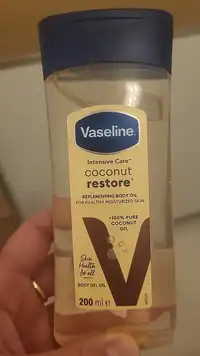 Vaseline
Intensive Care™
coconut
restore
REPLENISHING BODY OIL
FOR HEALTHY MOISTURIZED SKIN
+100% PURE
COCONUT
OIL
Skin
Health
for all
BODY GEL OIL
200 ml e